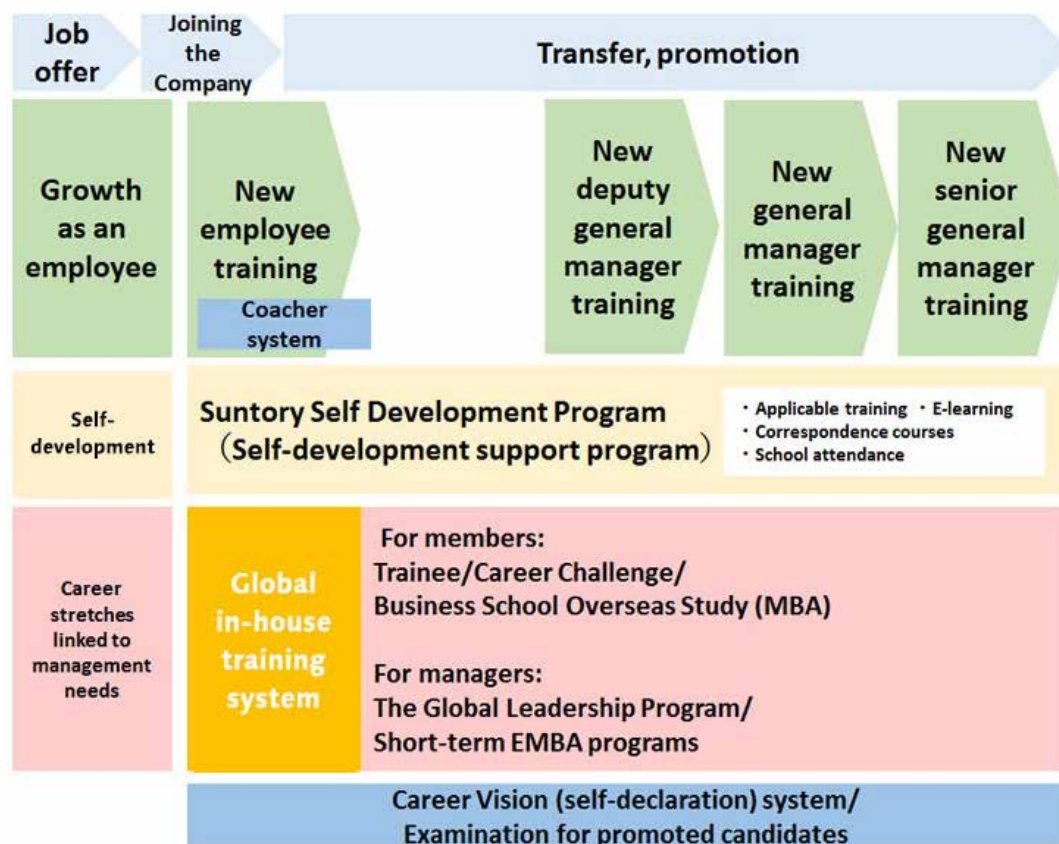 Job
offer
Joining
the
Company
Transfer, promotion
Growth
as an
employee
New
employee
training
Coacher
system
New
deputy
general
manager
training
New
general
manager
training
New
senior
general
manager
training
Self-
development
Suntory Self Development Program
（Self-development support program）
・Applicable training ・E-learning
・Correspondence courses
・School attendance
Career
stretches
linked to
management
needs
Global
in-house
training
system
For members:
Trainee/Career Challenge/
Business School Overseas Study (MBA)
For managers:
The Global Leadership Program/
Short-term EMBA programs
Career Vision (self-declaration) system/
Examination for promoted candidates